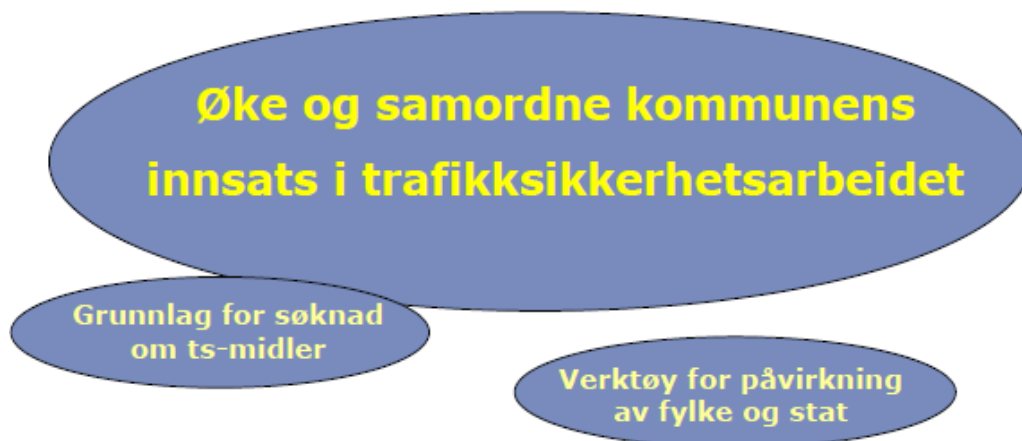 Øke og samordne kommunens
innsats i trafikksikkerhetsarbeidet
Grunnlag for søknad
om ts-midler
Verktøy for påvirkning
av fylke og stat